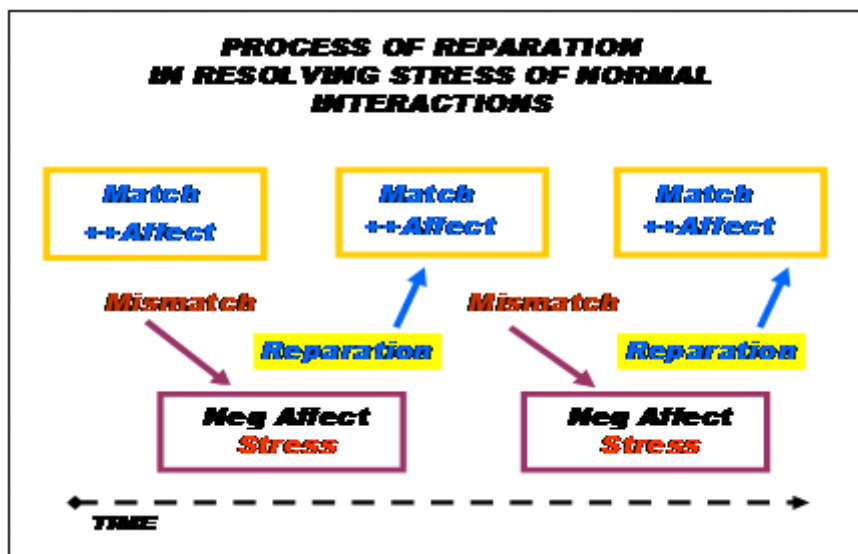 PROCESS OF REPARATION
IN RESOLVING STRESS OF NORMAL
INTERACTIONS
Match
++Affect
Match
++Affect
Match
++Affect
Mismatch
Mismatch
Reparation
Reparation
Neg Affect
Stress
Neg Affect
Stress
TIME